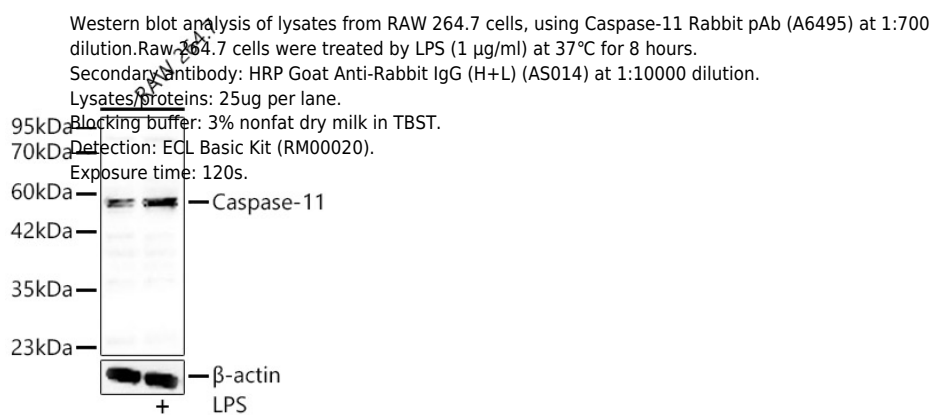 Western blot analysis of lysates from RAW 264.7 cells, using Caspase-11 Rabbit pAb (A6495) at 1:700
dilution.Raw 264.7 cells were treated by LPS (1 μg/ml) at 37℃ for 8 hours.
Secondary antibody: HRP Goat Anti-Rabbit IgG (H+L) (AS014) at 1:10000 dilution.
Lysates/proteins: 25ug per lane.
Blocking buffer: 3% nonfat dry milk in TBST.
Detection: ECL Basic Kit (RM00020).
Exposure time: 120s.
RAW 264.7
95kDa
70kDa
60kDa
Caspase-11
42kDa
35kDa
23kDa
β-actin
+ LPS